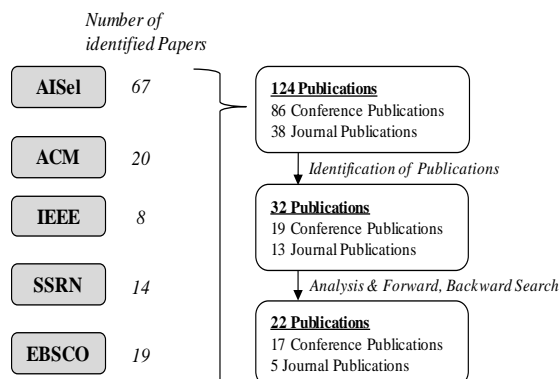 Number of
identified Papers
AISel 67
ACM 20
IEEE 8
SSRN 14
EBSCO 19
124 Publications
86 Conference Publications
38 Journal Publications
Identification of Publications
32 Publications
19 Conference Publications
13 Journal Publications
Analysis & Forward, Backward Search
22 Publications
17 Conference Publications
5 Journal Publications